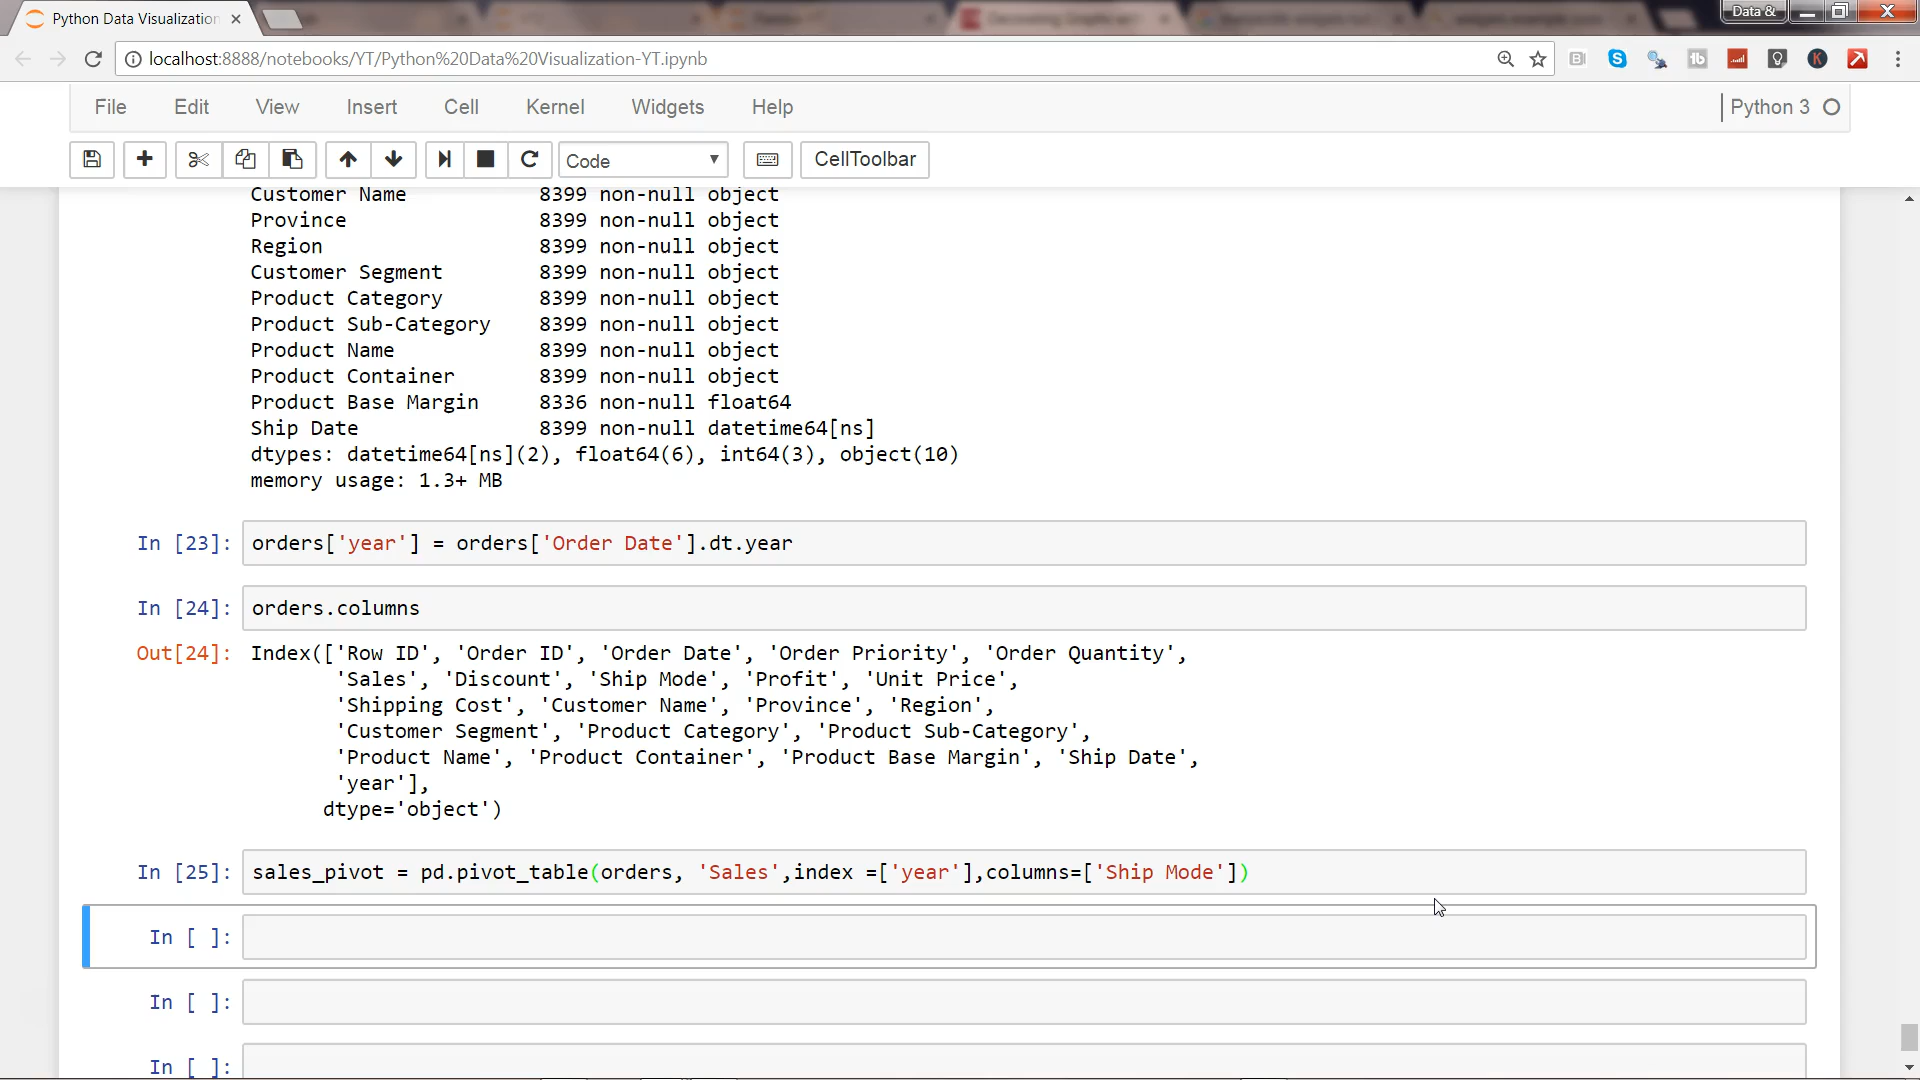 Python Data Visualization
Data &
localhost:8888/notebooks/YT/Python%20Data%20Visualization-YT.ipynb
File Edit View Insert Cell Kernel Widgets Help Python 3
Code CellToolbar
Customer Name 8399 non-null object
Province 8399 non-null object
Region 8399 non-null object
Customer Segment 8399 non-null object
Product Category 8399 non-null object
Product Sub-Category 8399 non-null object
Product Name 8399 non-null object
Product Container 8399 non-null object
Product Base Margin 8336 non-null float64
Ship Date 8399 non-null datetime64[ns]
dtypes: datetime64[ns](2), float64(6), int64(3), object(10)
memory usage: 1.3+ MB
In [23]: orders['year'] = orders['Order Date'].dt.year
In [24]: orders.columns
Out[24]: Index(['Row ID', 'Order ID', 'Order Date', 'Order Priority', 'Order Quantity',
'Sales', 'Discount', 'Ship Mode', 'Profit', 'Unit Price',
'Shipping Cost', 'Customer Name', 'Province', 'Region',
'Customer Segment', 'Product Category', 'Product Sub-Category',
'Product Name', 'Product Container', 'Product Base Margin', 'Ship Date',
'year'],
dtype='object')
In [25]: sales_pivot = pd.pivot_table(orders, 'Sales',index =['year'],columns=['Ship Mode'])
In [ ]:
In [ ]:
In [ ]: